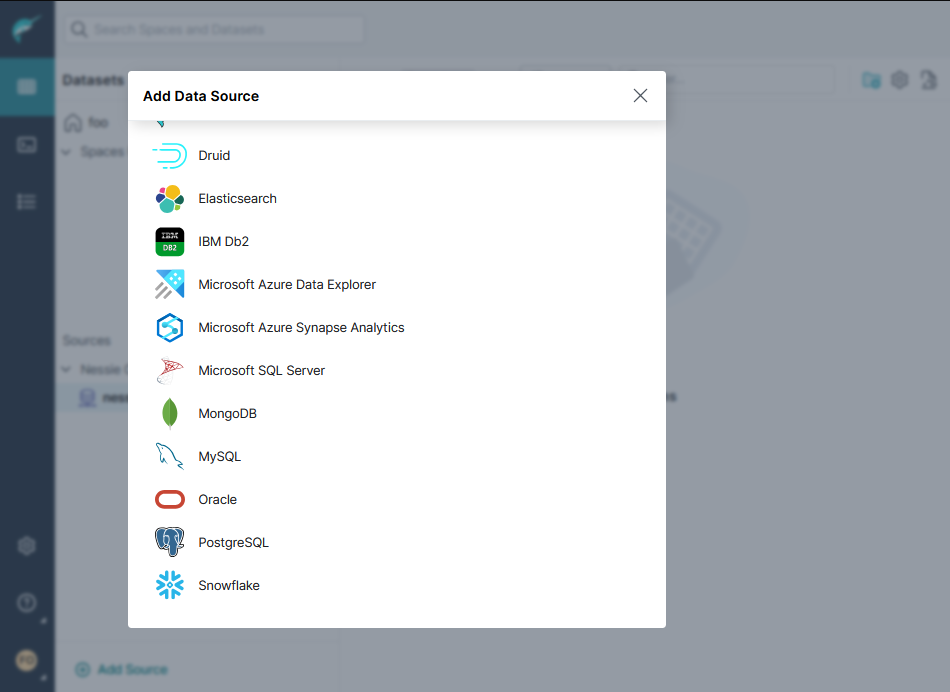 Search Spaces and Datasets
Datasets
Add Data Source
foo
Spaces
Druid
Elasticsearch
IBM
DB2
IBM Db2
Microsoft Azure Data Explorer
Microsoft Azure Synapse Analytics
Sources
Microsoft SQL Server
Nessie
MongoDB
MySQL
Oracle
PostgreSQL
Snowflake
Add Source